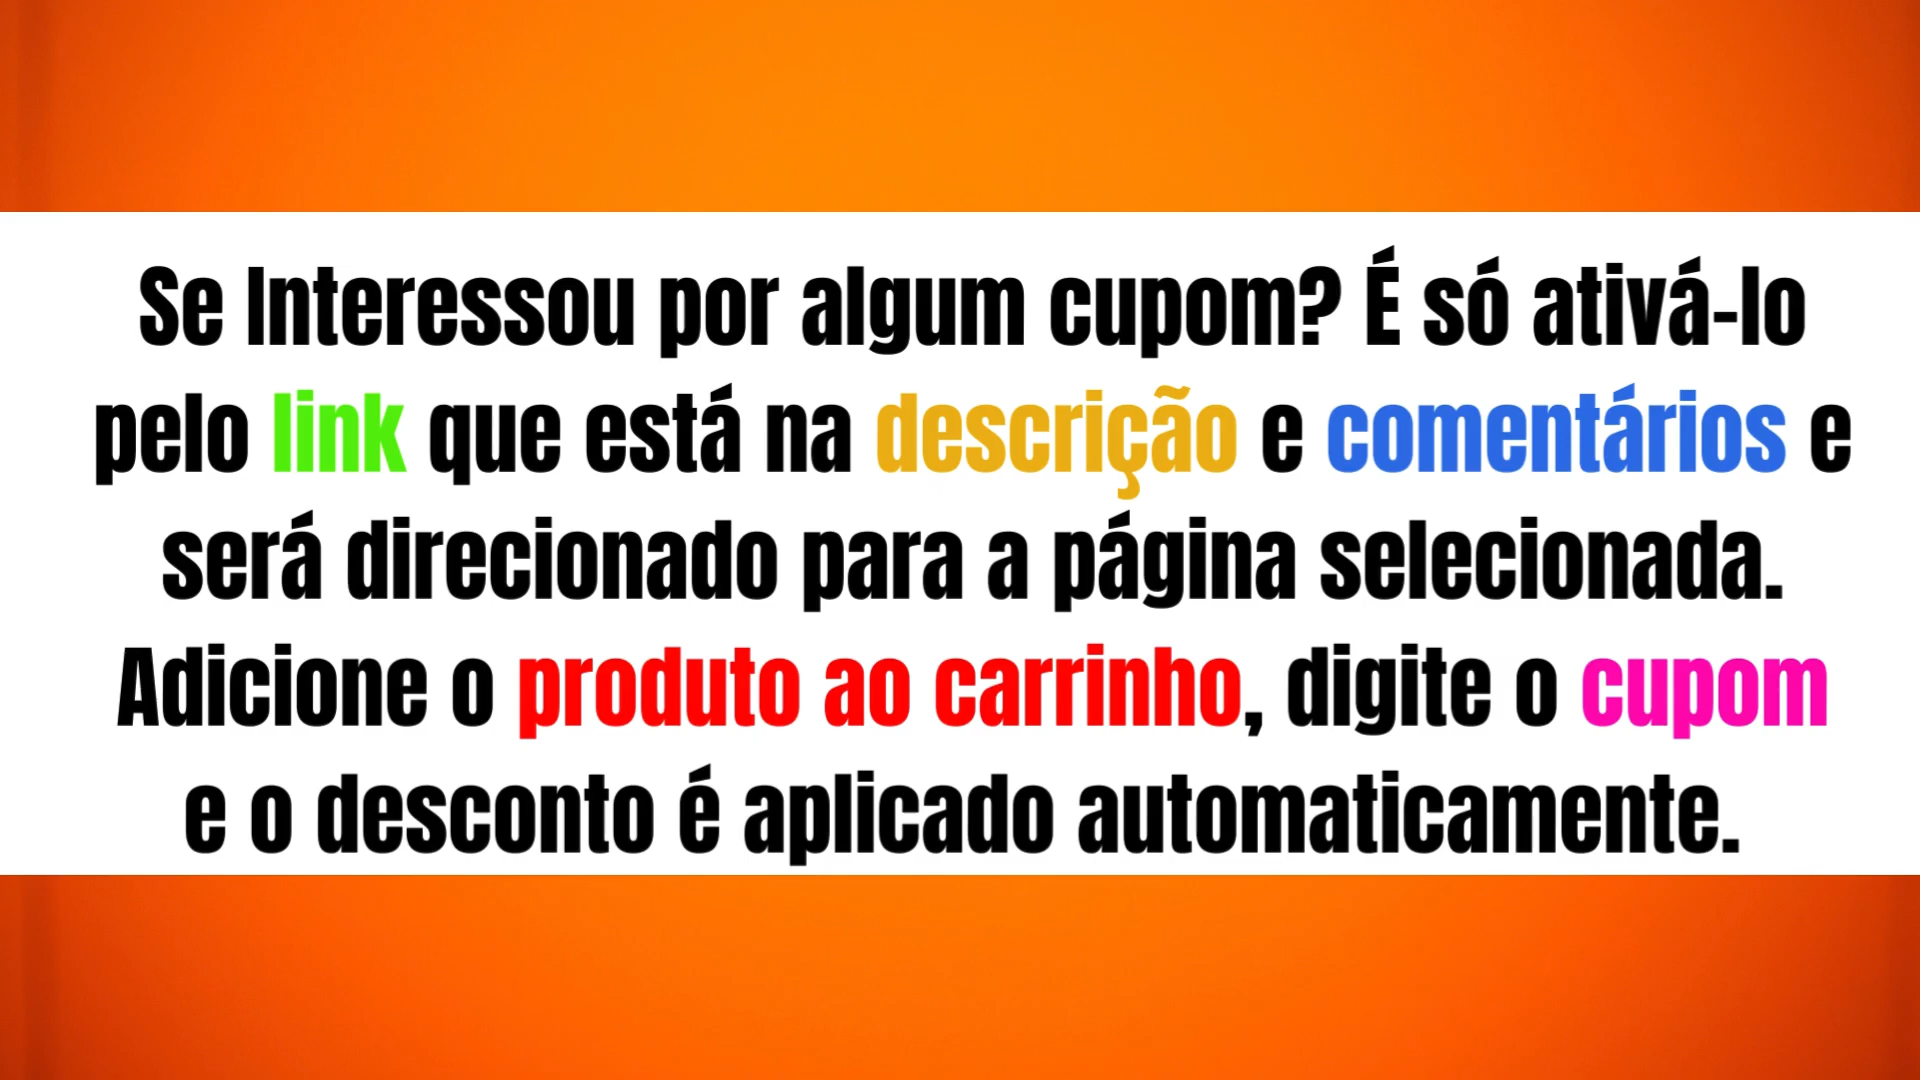 Se Interessou por algum cupom? É só ativá-lo
pelo link que está na descrição e comentários e
será direcionado para a página selecionada.
Adicione o produto ao carrinho, digite o cupom
e o desconto é aplicado automaticamente.